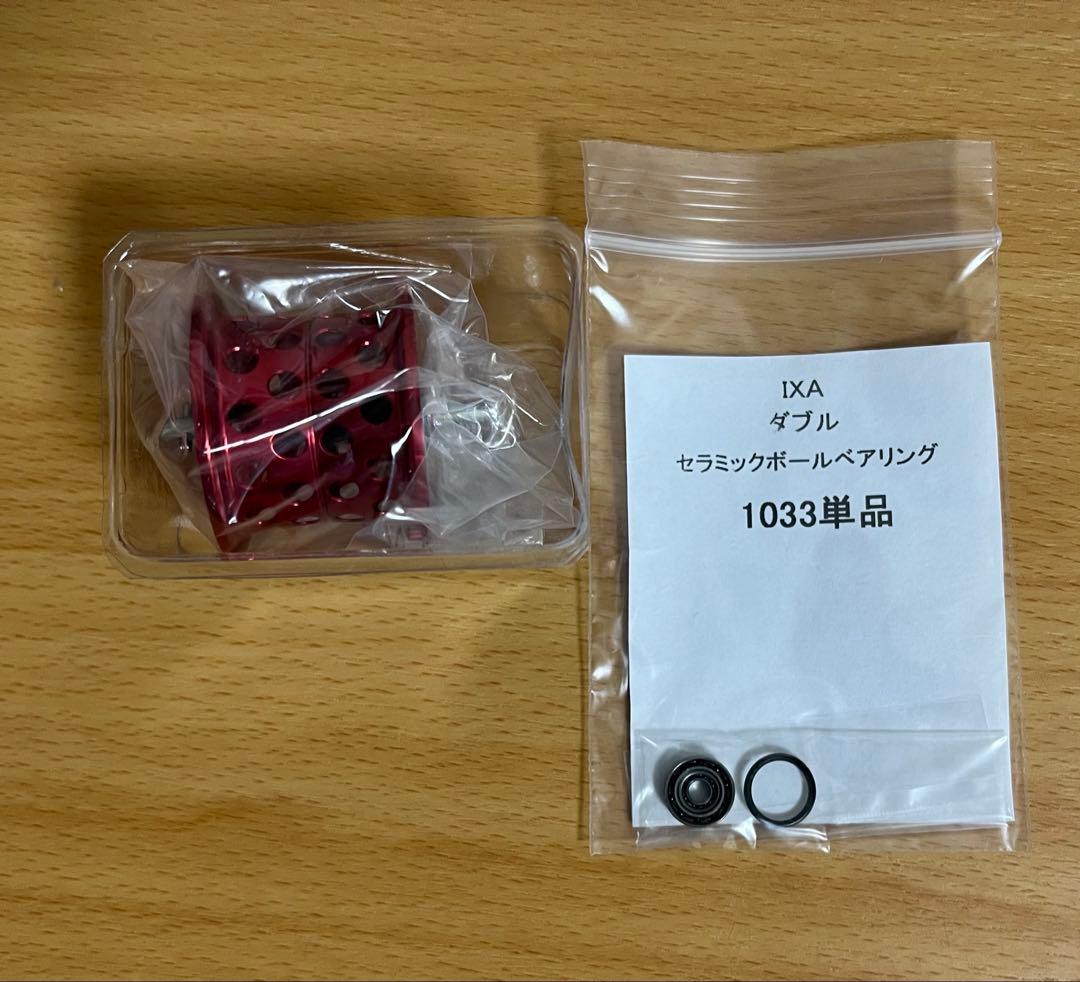 IXA
ダブル
セラミックボールベアリング
1033単品